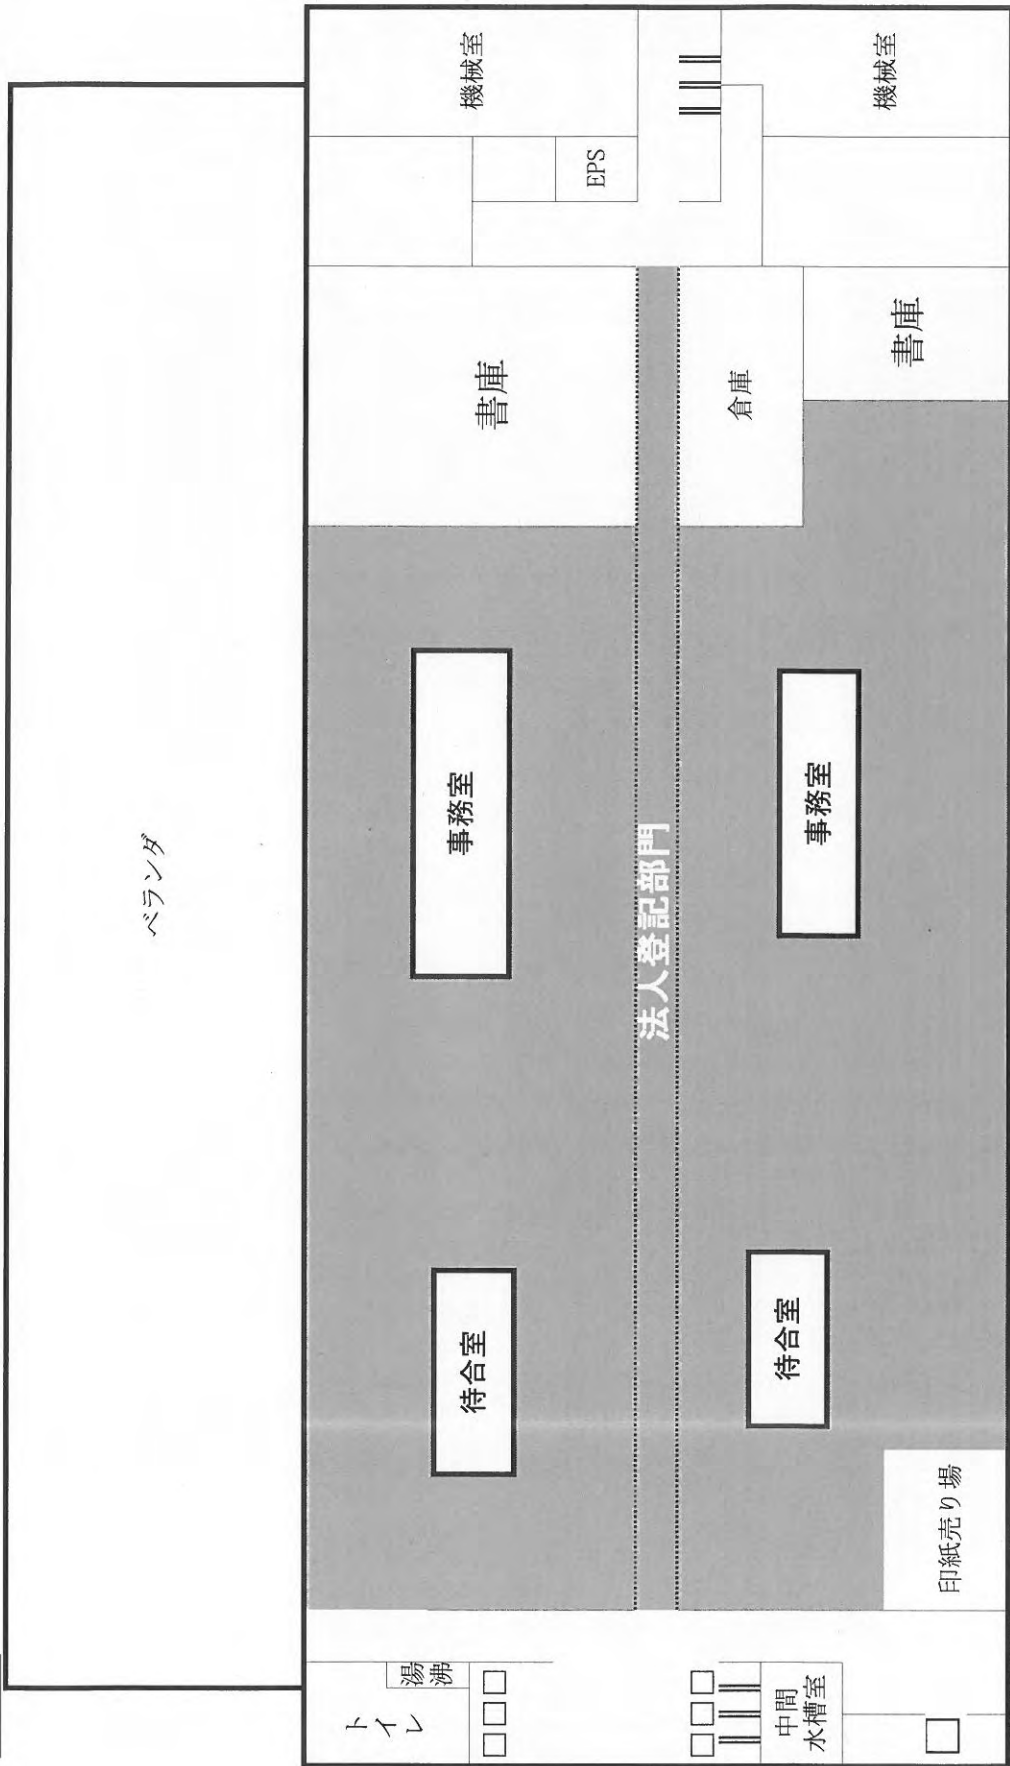 ベランダ
機械室
EPS
機械室
書庫
倉庫
書庫
事務室
法人登記部門
事務室
待合室
待合室
印紙売り場
湯沸
トイレ
中間
水槽室